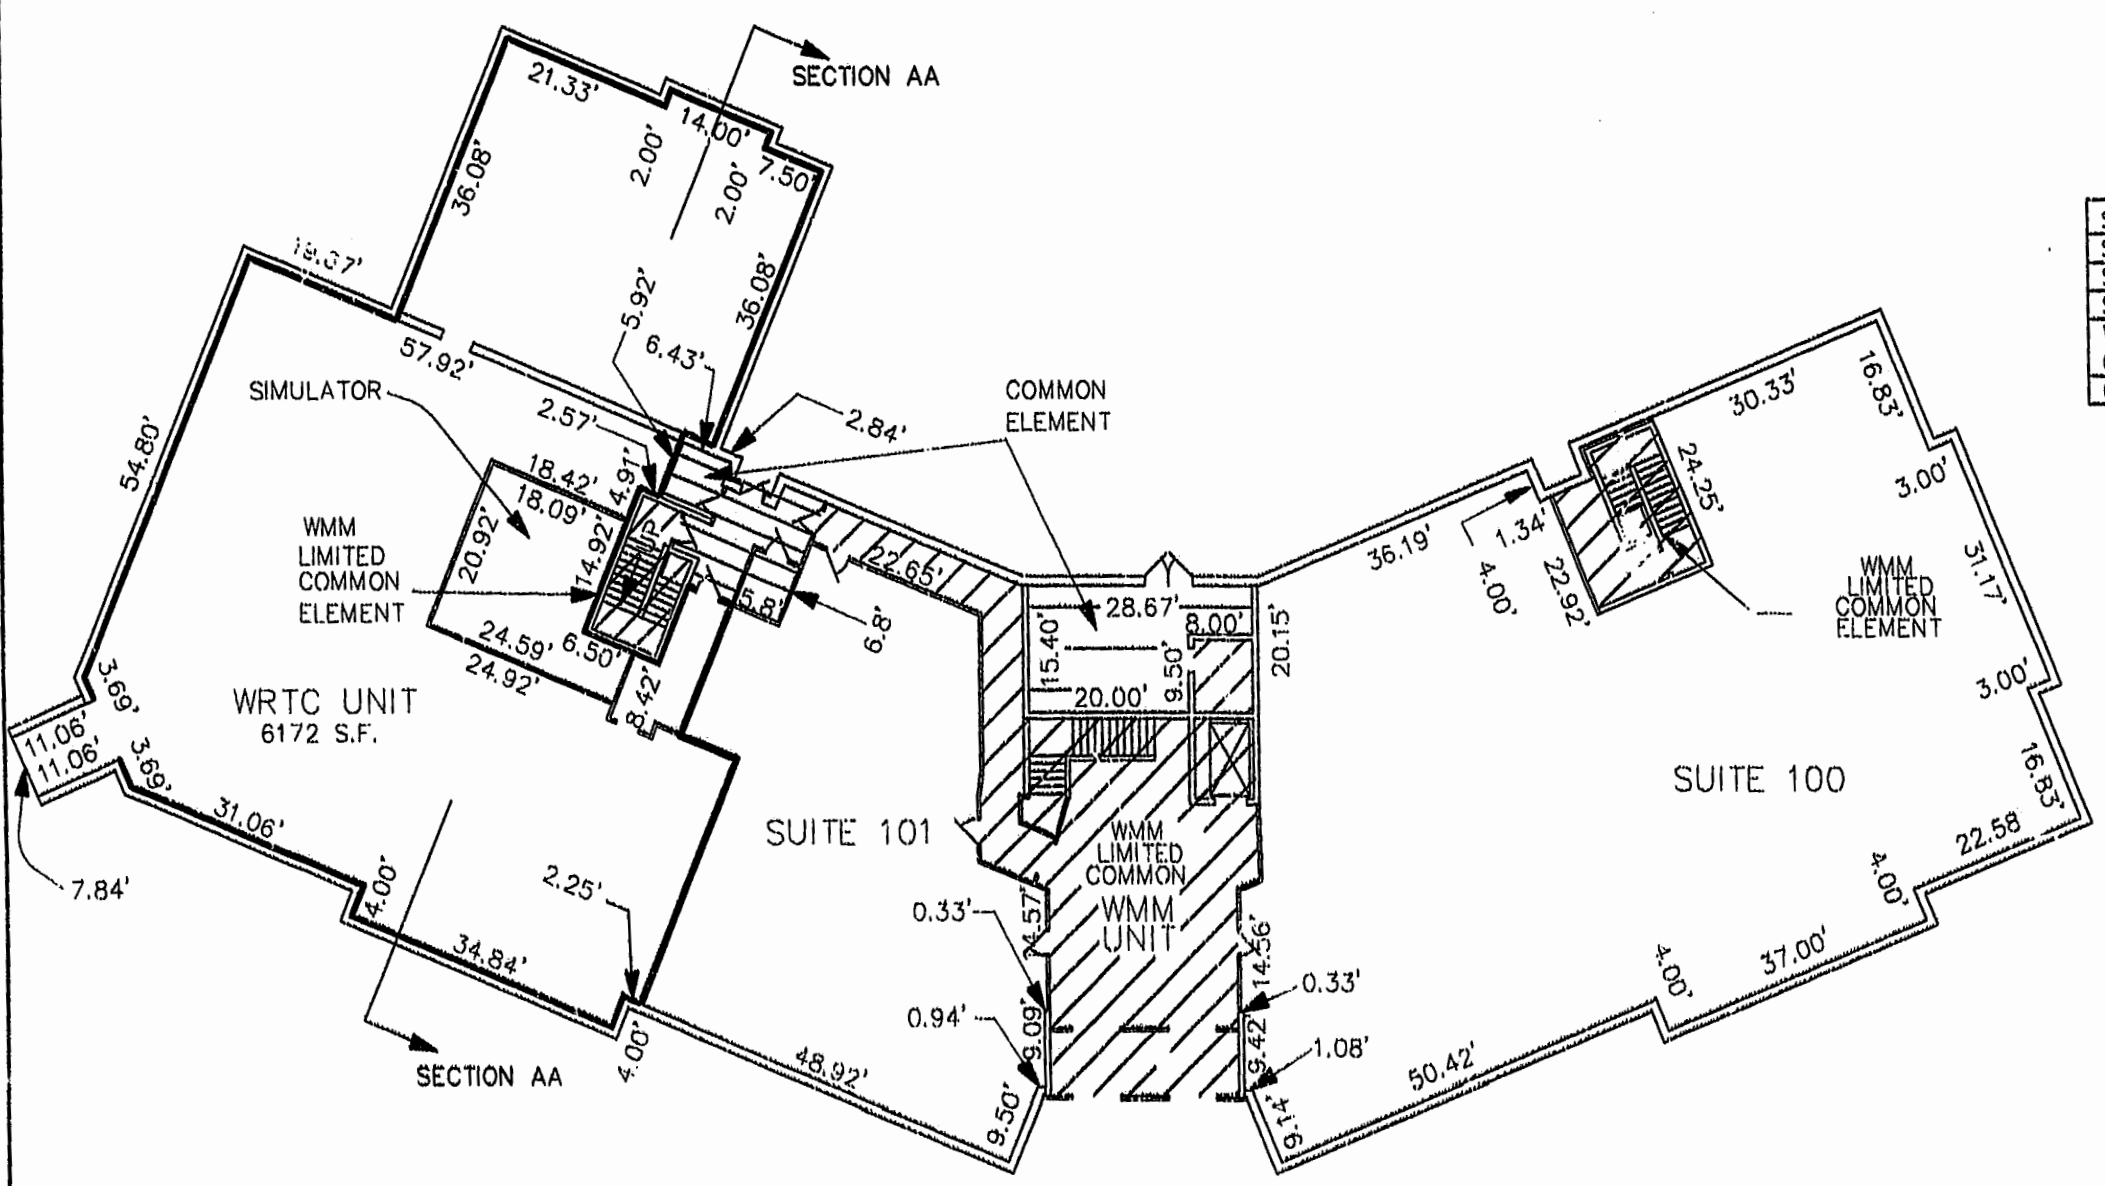 SECTION AA
21.33'
14.00'
2.00'
2.00'
7.50'
36.08'
36.08'
57.92'
5.92'
6.43'
2.84'
SIMULATOR
2.57'
COMMON
ELEMENT
54.80'
18.42'
18.09'
4.91'
20.92'
14.92'
UP
WMM
LIMITED
COMMON
ELEMENT
24.59'
6.50'
24.92'
8.42'
5.8'
6.8'
22.65'
28.67'
8.00'
15.40'
9.50'
20.15'
20.00'
30.33'
16.83'
24.25'
3.00'
36.19'
1.34'
4.00'
22.92'
31.17'
WMM
LIMITED
COMMON
ELEMENT
3.00'
16.83'
3.69'
WRTC UNIT
6172 S.F.
11.06'
11.06'
3.69'
7.84'
31.06'
4.00'
34.84'
2.25'
SECTION AA
4.00'
SUITE 101
48.92'
9.50'
WMM
LIMITED
COMMON
WMM
UNIT
0.33'
0.94'
9.09'
14.56'
0.33'
9.42'
1.08'
9.14'
SUITE 100
22.58
4.00'
37.00'
4.00'
50.42'